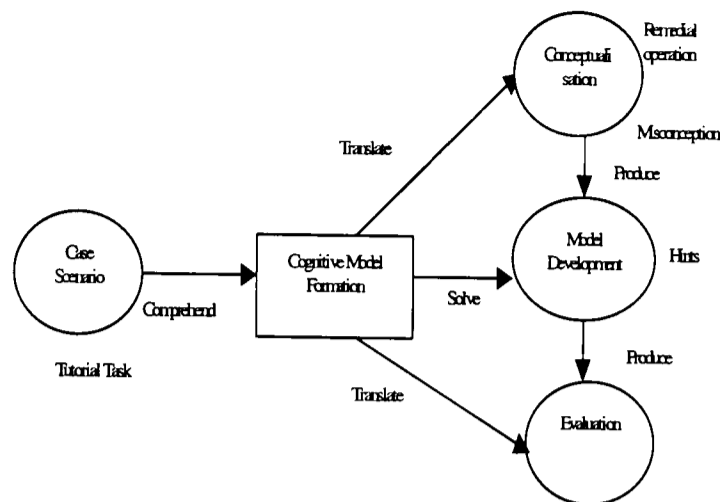 Remedial
operation
Conceptuali
sation
Misconception
Translate
Produce
Case
Scenario
Model
Development
Cognitive Model
Formation
Hints
Comprehend
Solve
Tutorial Task
Produce
Translate
Evaluation